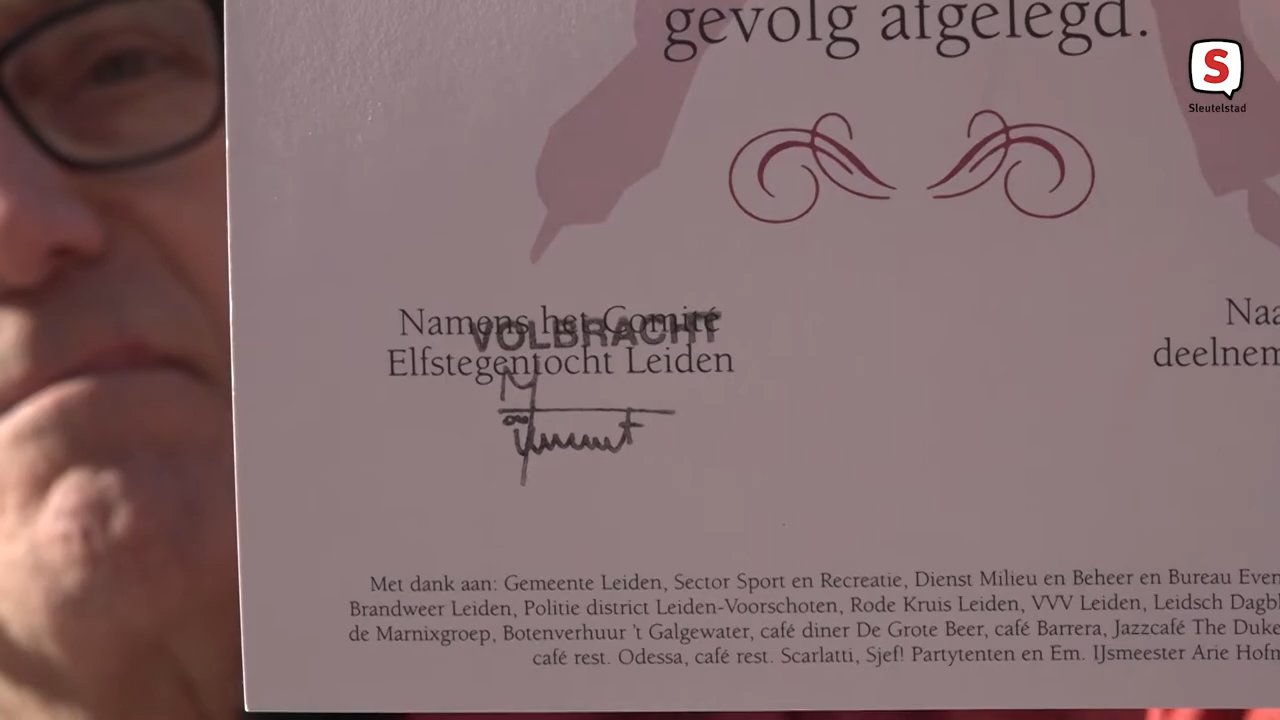 gevolg afgelegd.
S
Sleutelstad
Namens het Comité
VOLBRACHT
Elfstegentocht Leiden
Naa
deelnem
Met dank aan: Gemeente Leiden, Sector Sport en Recreatie, Dienst Milieu en Beheer en Bureau Even
Brandweer Leiden, Politie district Leiden-Voorschoten, Rode Kruis Leiden, VVV Leiden, Leidsch Dagbl
de Marnixgroep, Botenverhuur 't Galgewater, café diner De Grote Beer, café Barrera, Jazzcafé The Duke
café rest. Odessa, café rest. Scarlatti, Sjef! Partytenten en Em. IJsmeester Arie Hofm